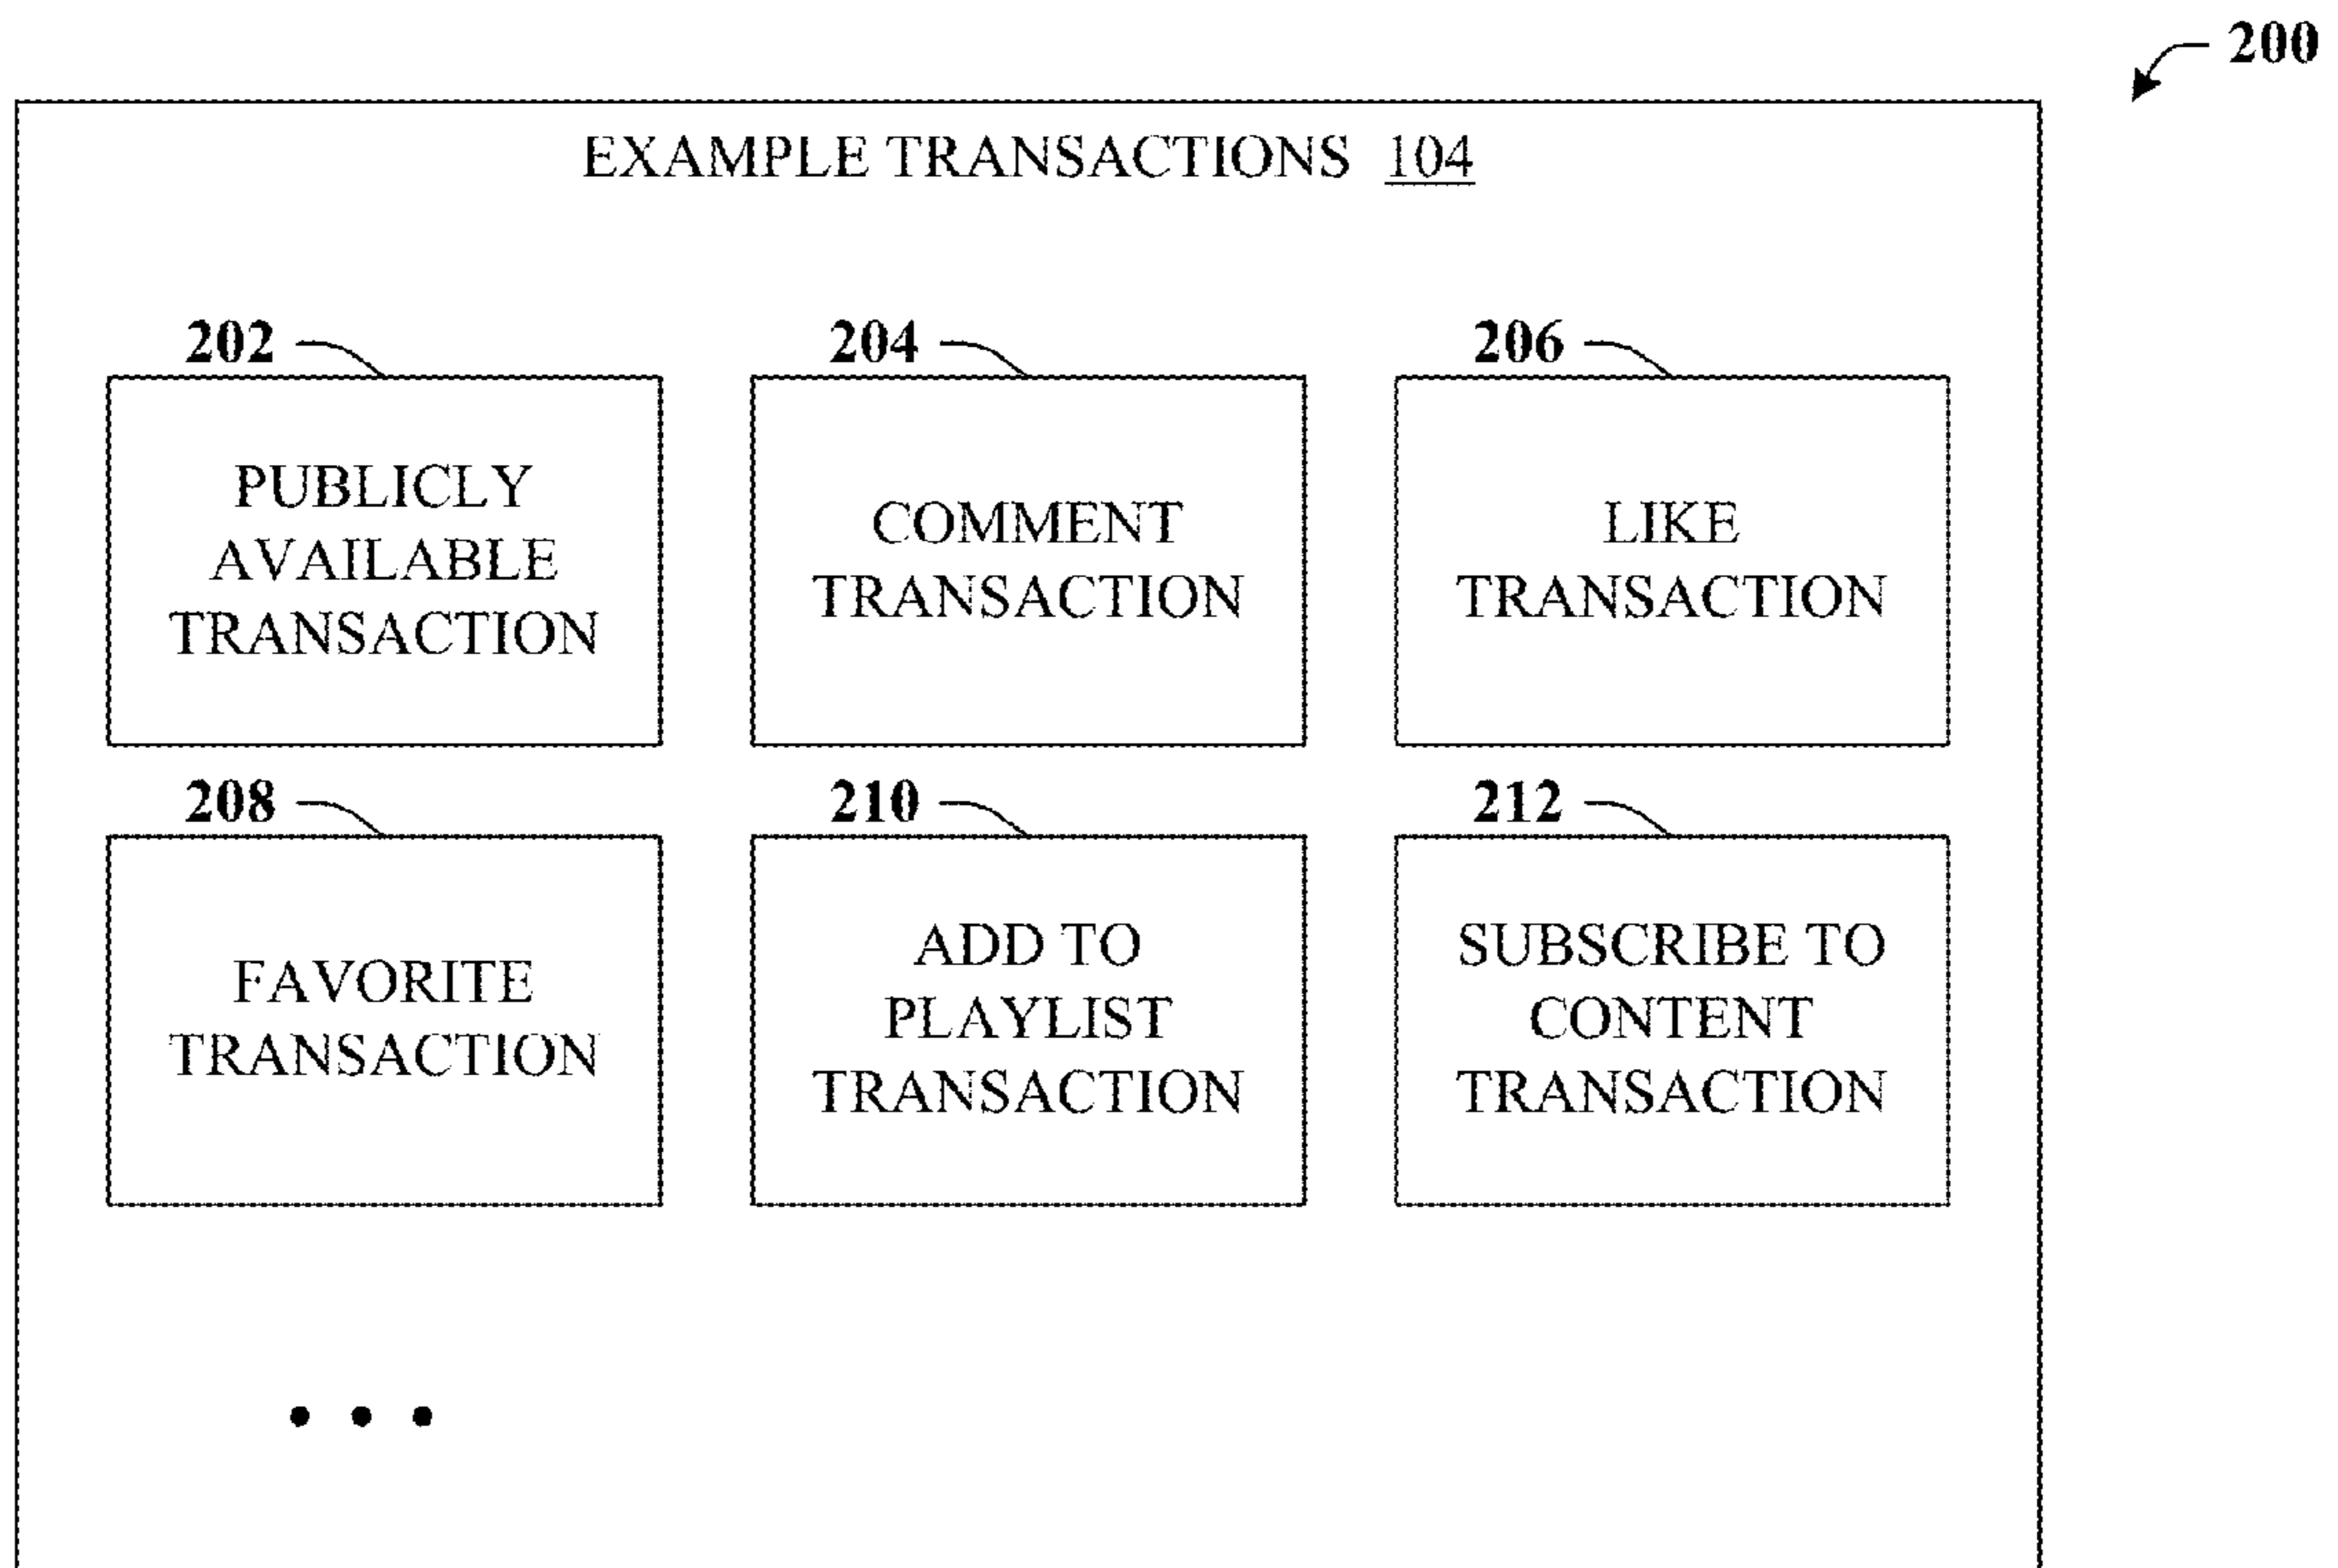 200
EXAMPLE TRANSACTIONS 104
202
PUBLICLY
AVAILABLE
TRANSACTION
204
COMMENT
TRANSACTION
206
LIKE
TRANSACTION
208
FAVORITE
TRANSACTION
210
ADD TO
PLAYLIST
TRANSACTION
212
SUBSCRIBE TO
CONTENT
TRANSACTION
• • •